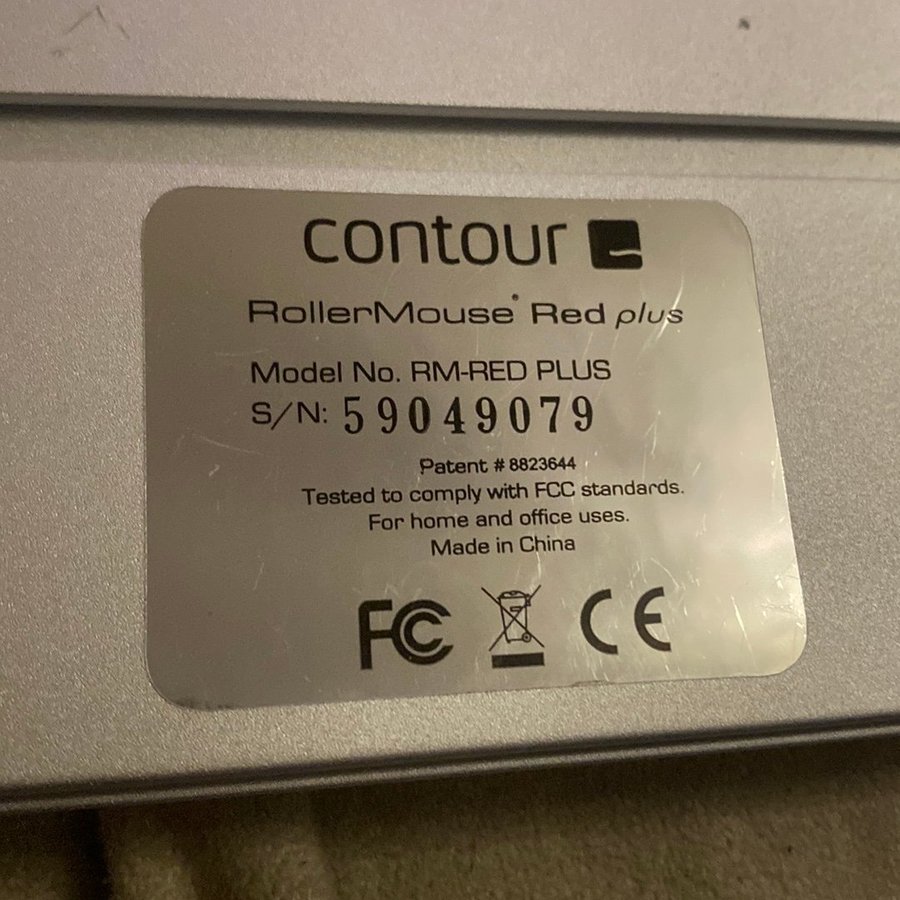 contour
RollerMouse® Red plus
Model No. RM-RED PLUS
S/N: 59049079
Patent # 8823644
Tested to comply with FCC standards.
For home and office uses.
Made in China
FC CE